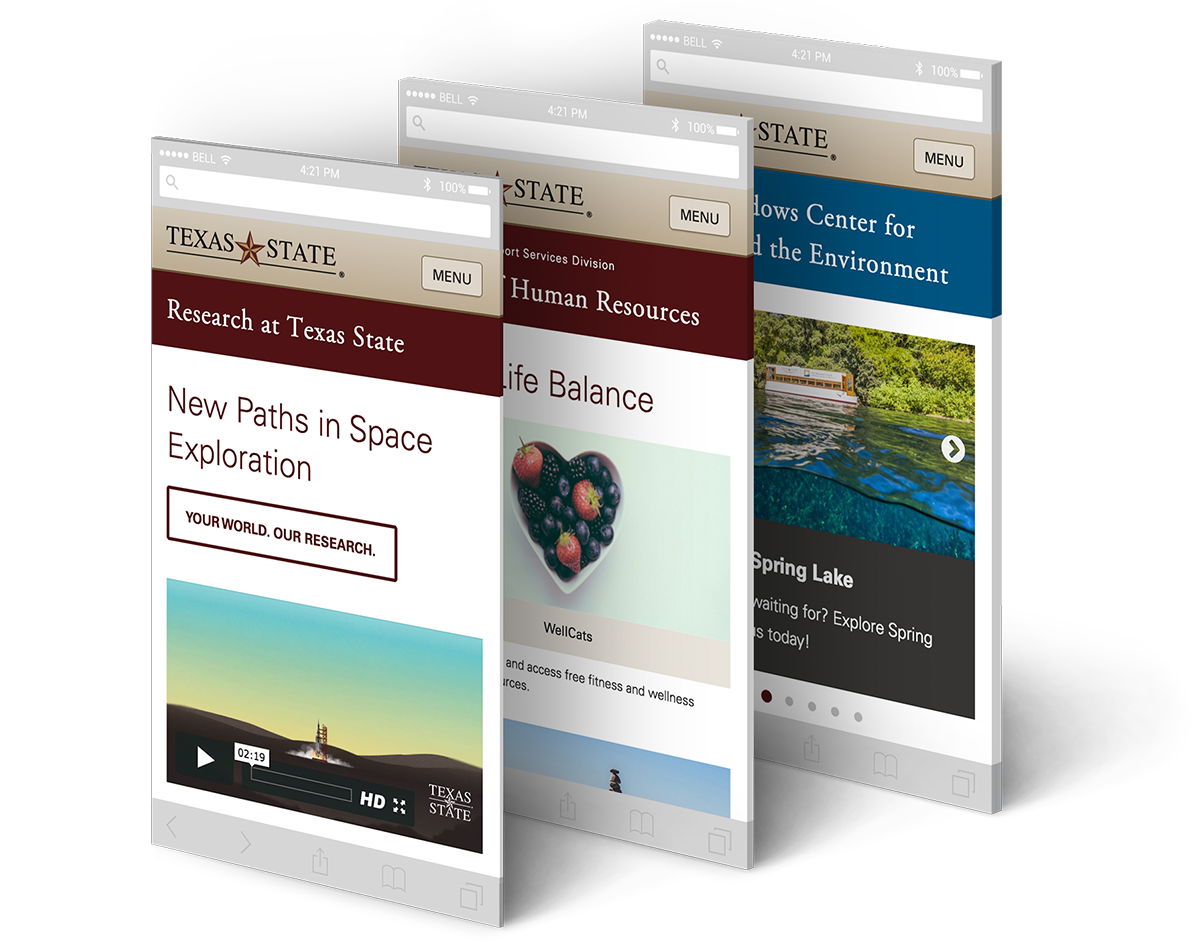 BELL 4:21 PM 100%
TEXAS STATE®
MENU
Research at Texas State
New Paths in Space
Exploration
YOUR WORLD. OUR RESEARCH.
02:19
HD
TEXAS
STATE
BELL 4:21 PM 100%
STATE®
MENU
Services Division
Human Resources
Life Balance
WellCats
and access free fitness and wellness
BELL 4:21 PM 100%
STATE®
MENU
Center for
the Environment
Spring Lake
waiting for? Explore Spring
today!